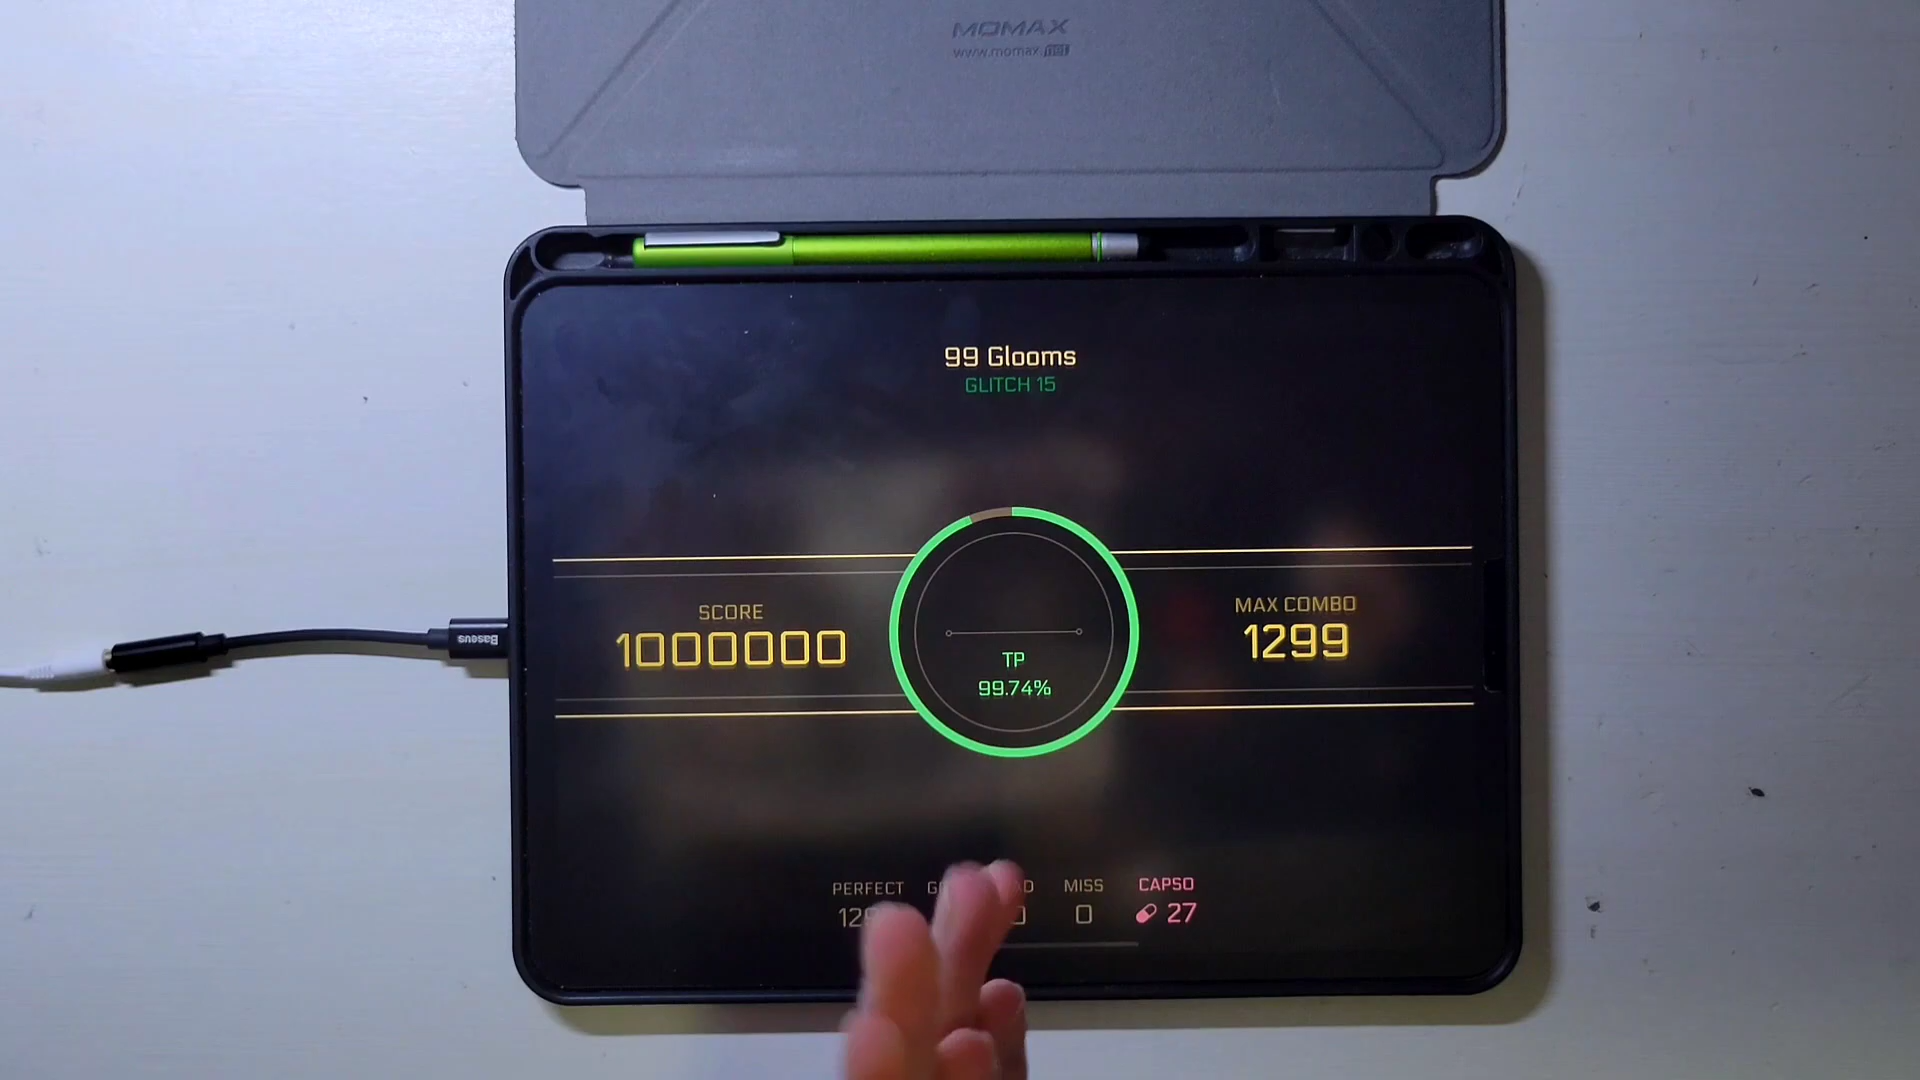 MOMAX
www.momax.net
99 Glooms
GLITCH 15
SCORE
1000000
TP
99.74%
MAX COMBO
1299
PERFECT
MISS
0
CAPSO
27
Baseus